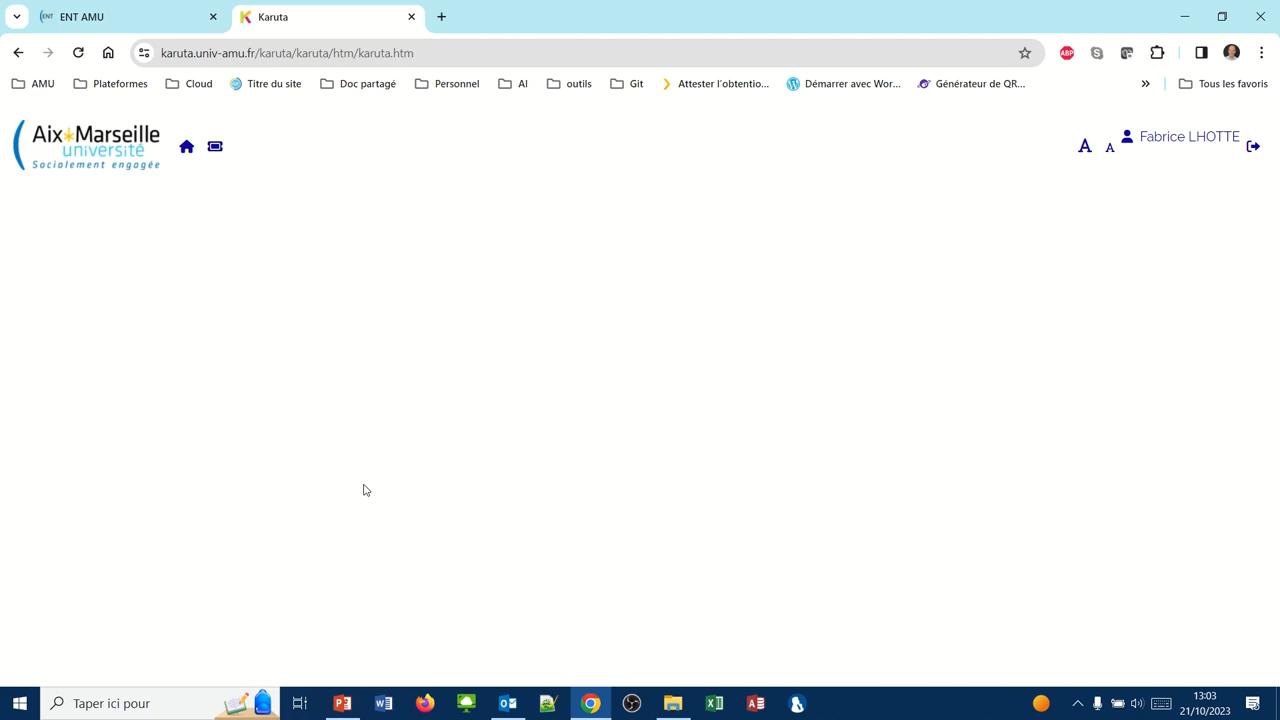 ENT AMU
Karuta
karuta.univ-amu.fr/karuta/karuta/htm/karuta.htm
ABP
AMU
Plateformes
Cloud
Titre du site
Doc partagé
Personnel
AI
outils
Git
Attester l'obtentio...
Démarrer avec Wor...
Générateur de QR...
»
Tous les favoris
Aix*Marseille
université
Socialement engagée
A
A
Fabrice LHOTTE
Taper ici pour
13:03
21/10/2023